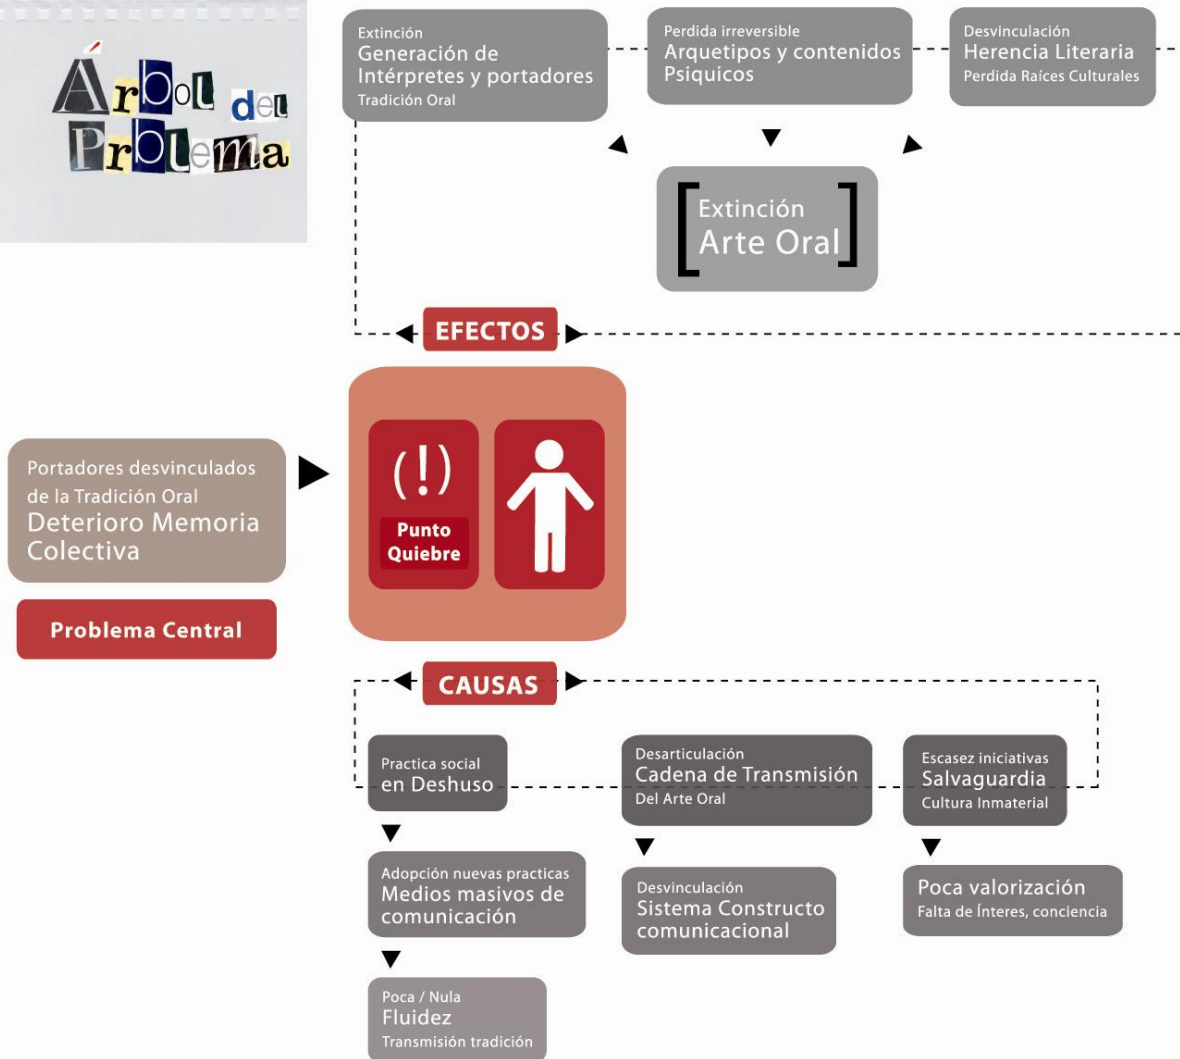 Árbol del
Prblema
Extinción
Generación de
Intérpretes y portadores
Tradición Oral
Perdida irreversible
Arquetipos y contenidos
Psiquicos
Desvinculación
Herencia Literaria
Perdida Raíces Culturales
Extinción
Arte Oral
EFECTOS
Portadores desvinculados
de la Tradición Oral
Deterioro Memoria
Colectiva
Problema Central
(!)
Punto
Quiebre
CAUSAS
Practica social
en Deshuso
Adopción nuevas practicas
Medios masivos de
comunicación
Poca / Nula
Fluidez
Transmisión tradición
Desarticulación
Cadena de Transmisión
Del Arte Oral
Desvinculación
Sistema Constructo
comunicacional
Escasez iniciativas
Salvaguardia
Cultura Inmaterial
Poca valorización
Falta de Ínteres, conciencia